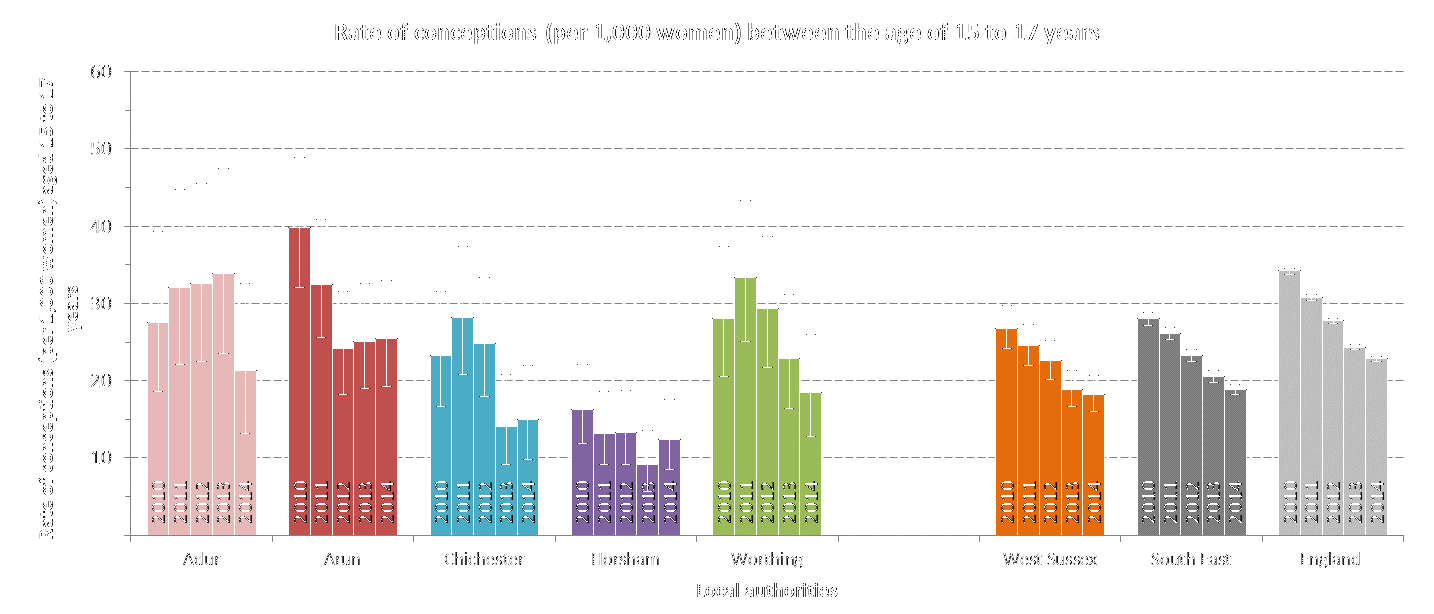 Rate of conceptions (per 1,000 women) between the age of 15 to 17 years
Rate of conceptions (per 1,000 women) aged 15 to 17
years
60
50
40
30
20
10
2010 2011 2012 2013 2014
2010 2011 2012 2013 2014
2010 2011 2012 2013 2014
2010 2011 2012 2013 2014
2010 2011 2012 2013 2014
2010 2011 2012 2013 2014
2010 2011 2012 2013 2014
2010 2011 2012 2013 2014
Adur Arun Chichester Horsham Worthing West Sussex South East England
Local authorities